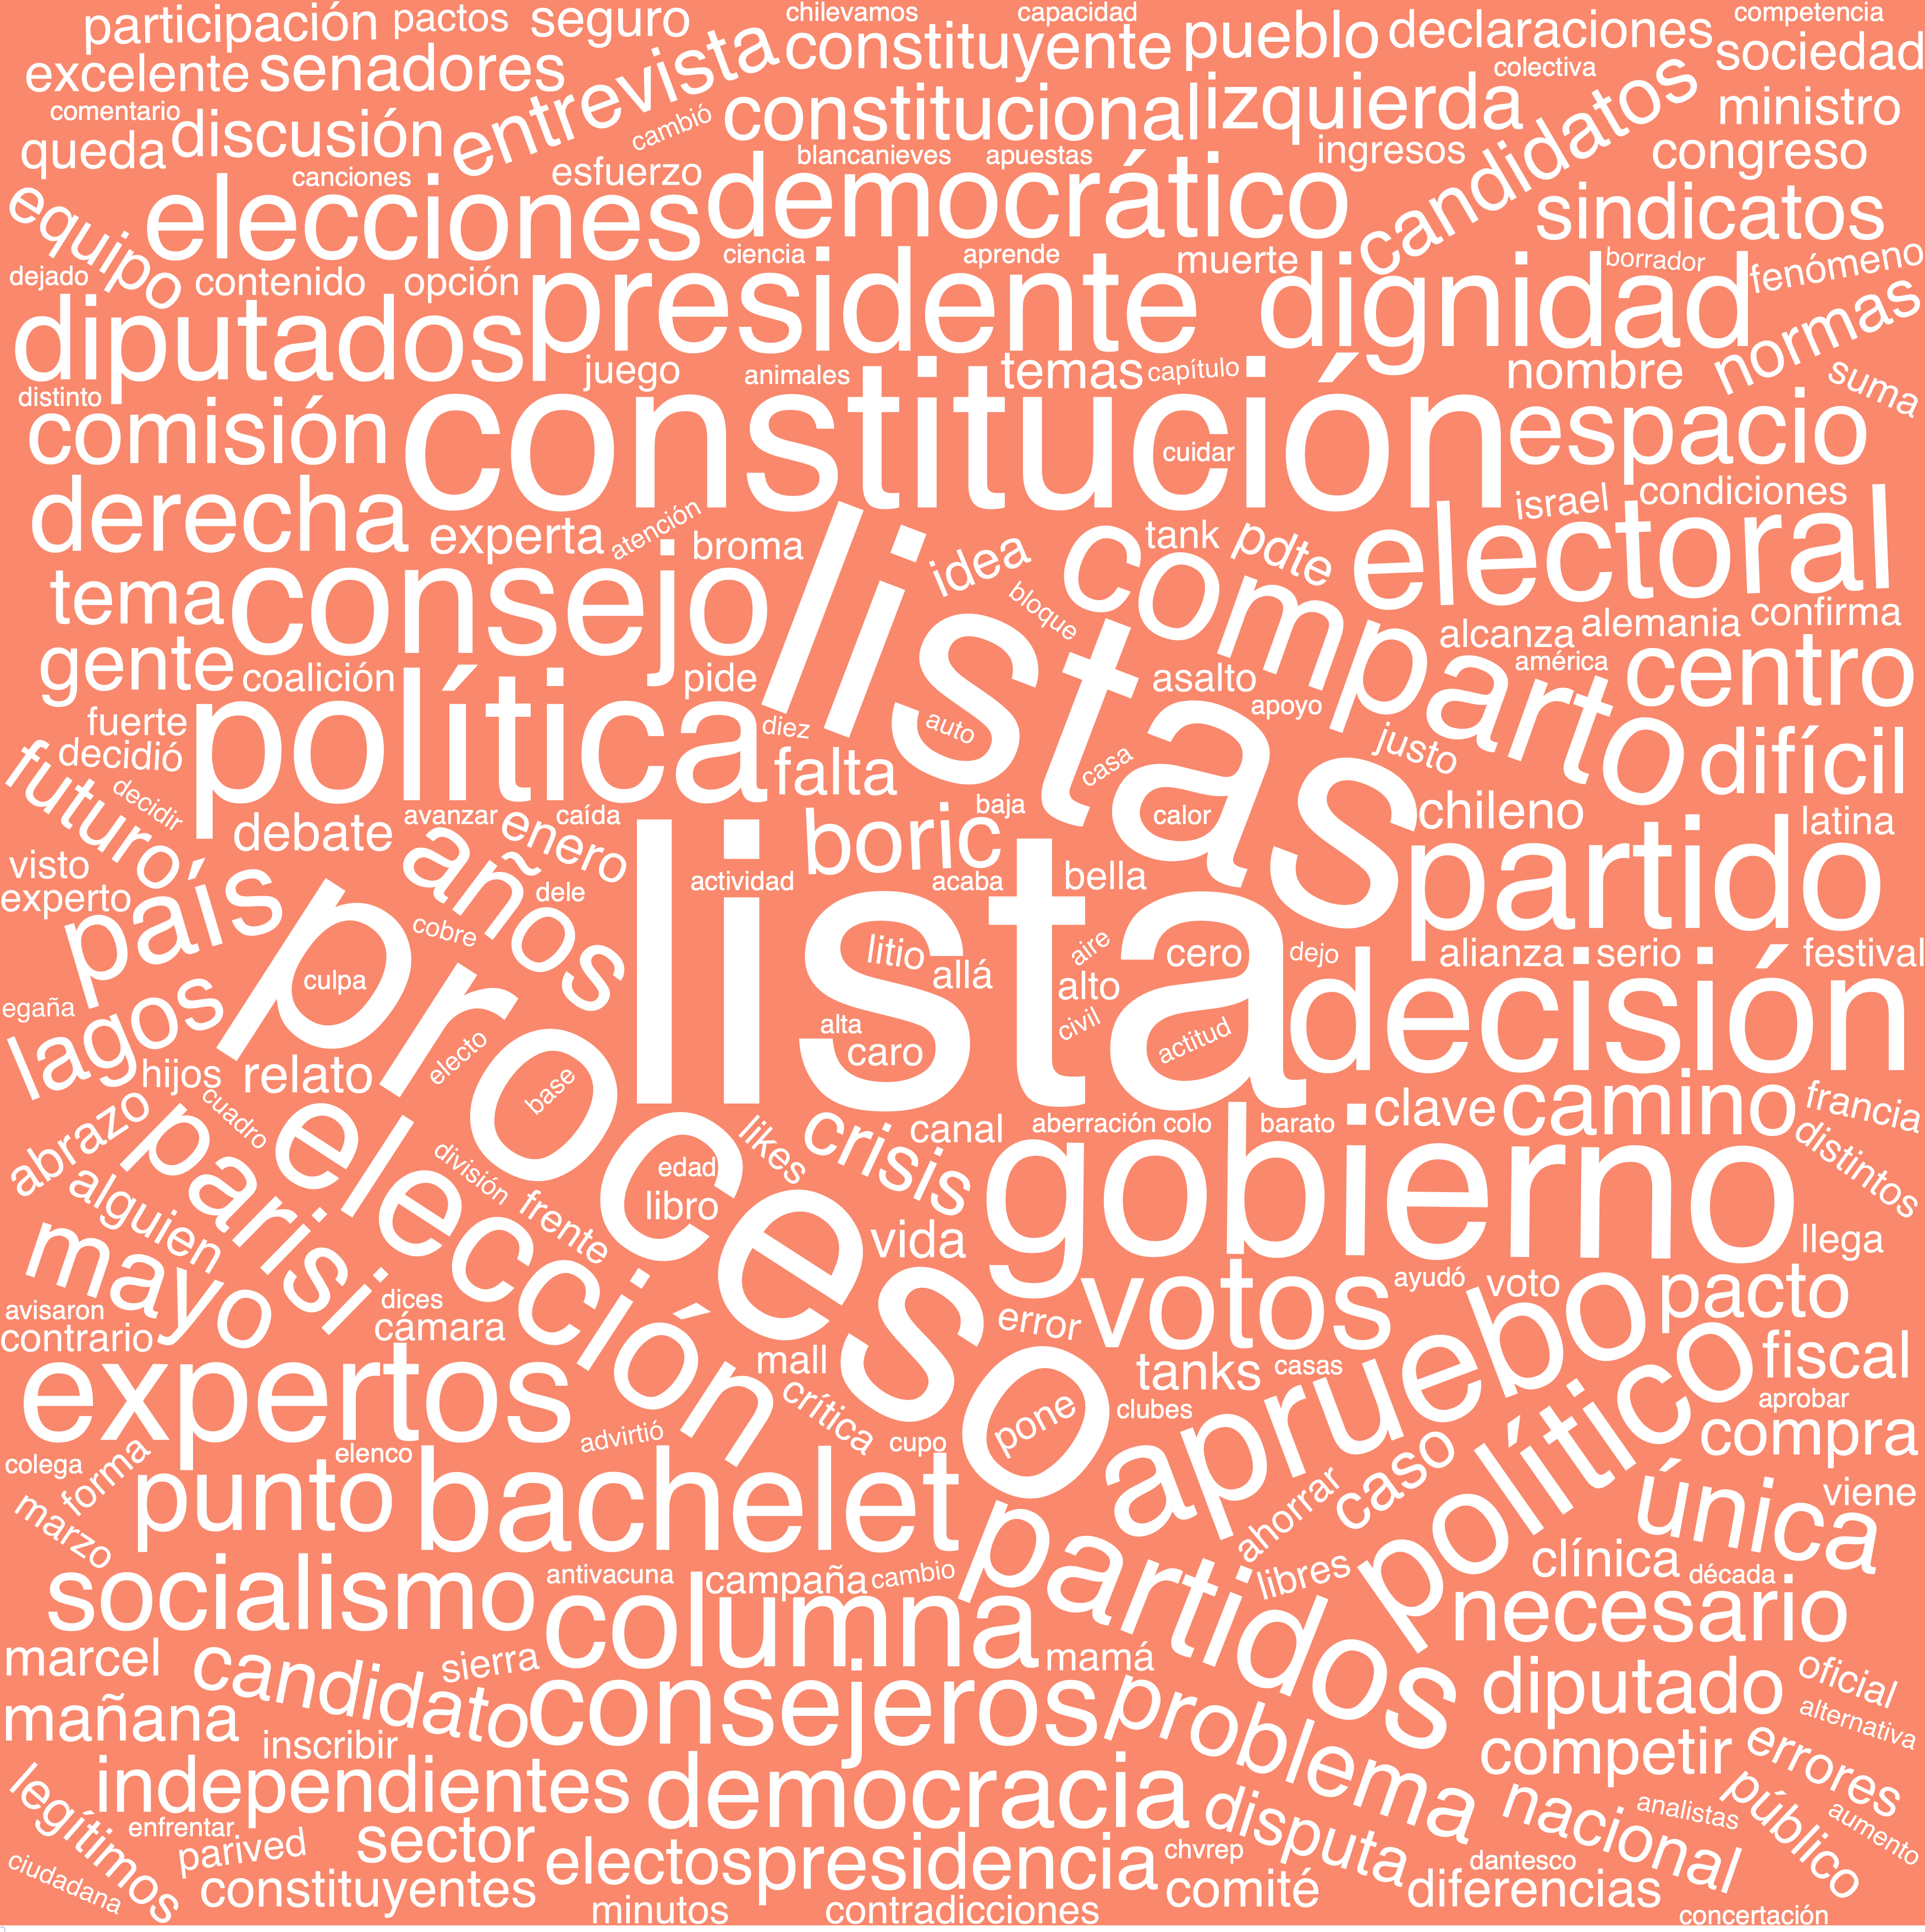 participación pactos seguro chilevamos capacidad competencia
excelente senadores entrevista constituyente pueblo declaraciones sociedad
comentario colectiva
queda discusión cambió constitucional izquierda candidatos ministro
canciones esfuerzo blancanieves apuestas ingresos congreso
equipo elecciones democrático sindicatos
dejado contenido opción ciencia aprende muerte borrador fenómeno
diputados presidente dignidad normas
distinto juego animales temas capítulo nombre suma
comisión constitución cuidar espacio
derecha experta atención broma tank pdte israel condiciones
tema consejo listas idea bloque comparto electoral
gente coalición pide asalto alcanza alemania confirma
fuerte política diez auto casa apoyo américa centro
decidió falta justo difícil
futuro decidir debate avanzar enero caída boric baja calor chileno latina
visto años dele actividad acaba bella partido
experto país cobre
lagos culpa proceso lista litio allá aire cero dejo alianza serio festival
egaña alta caro alto civil actitud decisión
hijos relato electo base
abrazo cuadro elección likes crisis canal aberración colo barato clave camino francia
parisi división edad distintos
alguien frente libro vida gobierno llega
mayo dices error votos ayudó voto pacto
avisaron
contrario cámara mall tanks casas apruebo fiscal
expertos crítica pone clubes político aprobar
colega forma elenco advirtió cupo caso compra
marzo punto bachelet partidos ahorrar única viene
socialismo antivacuna campaña cambio libres clínica década
columna necesario
marcel candidato sierra mamá diputado oficial
mañana consejeros problema alternativa
inscribir competir errores
legítimos independientes democracia disputa nacional analistas público aumento
enfrentar parived sector electos presidencia chvrep dantesco
ciudadana constituyentes comité diferencias
minutos contradicciones concertación